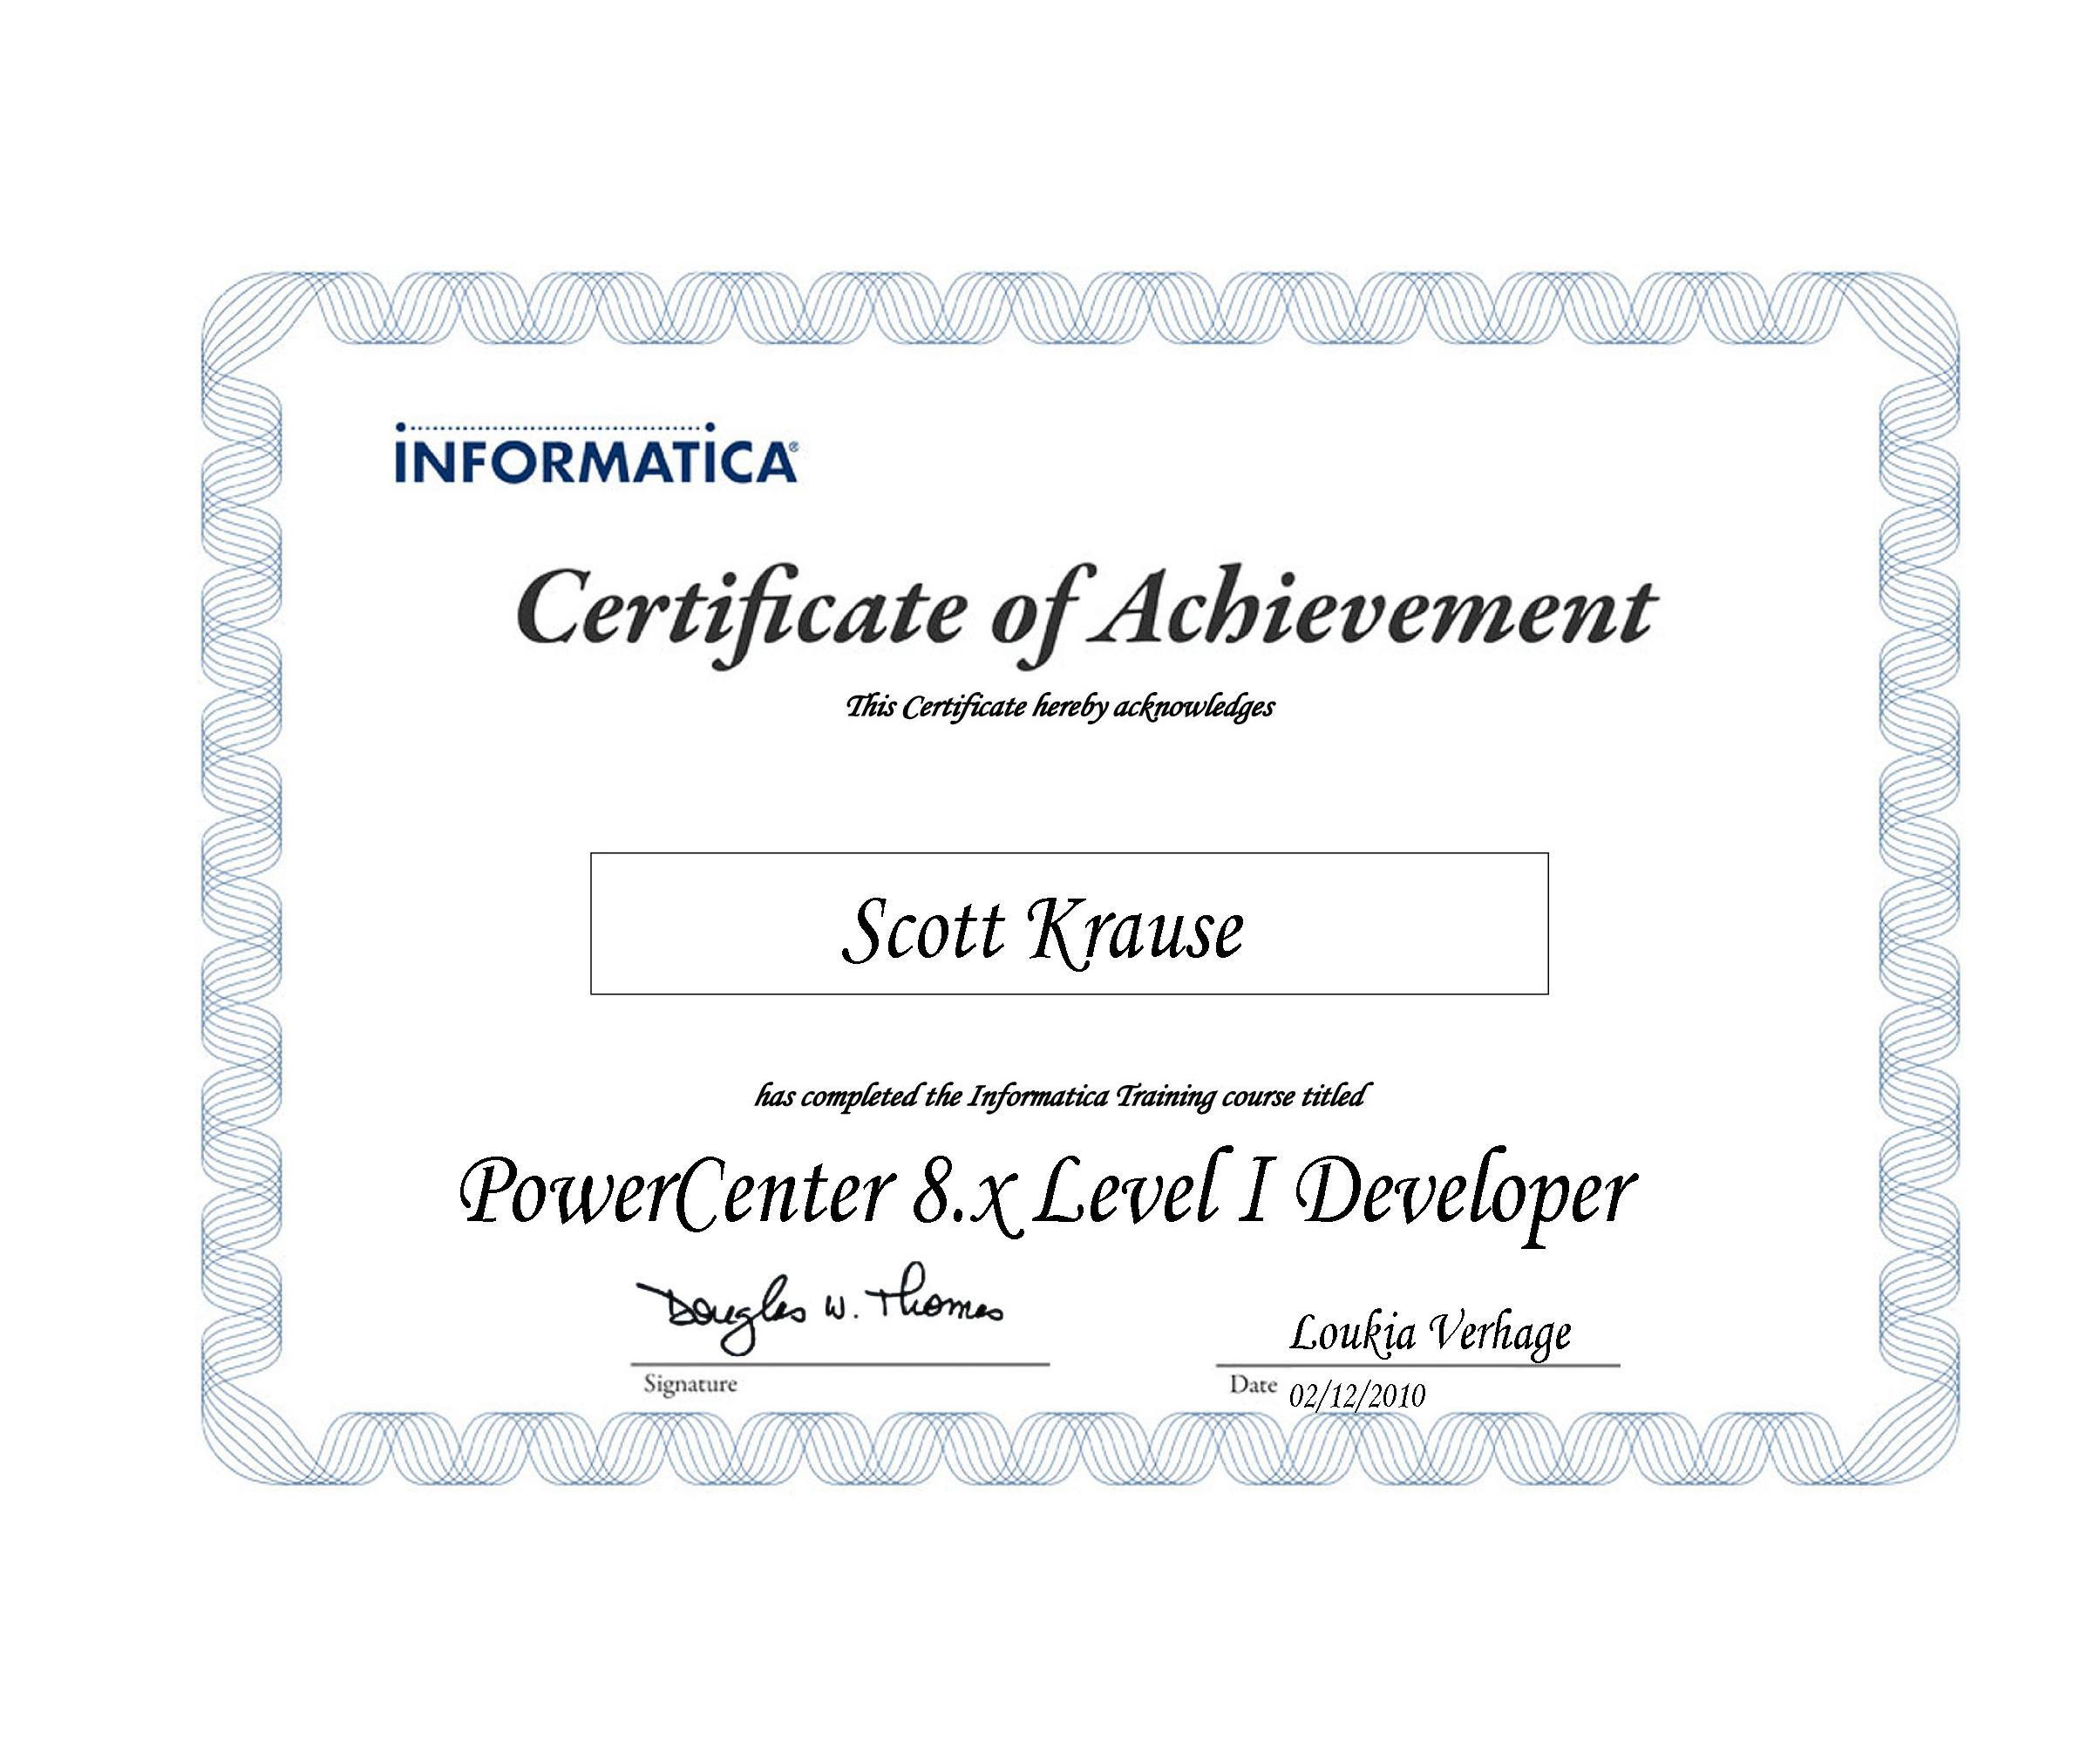 INFORMATICA®
Certificate of Achievement
This Certificate hereby acknowledges
Scott Krause
has completed the Informatica Training course titled
PowerCenter 8.x Level I Developer
Douglas W. Thomas
Loukia Verhage
Signature
Date 02/12/2010